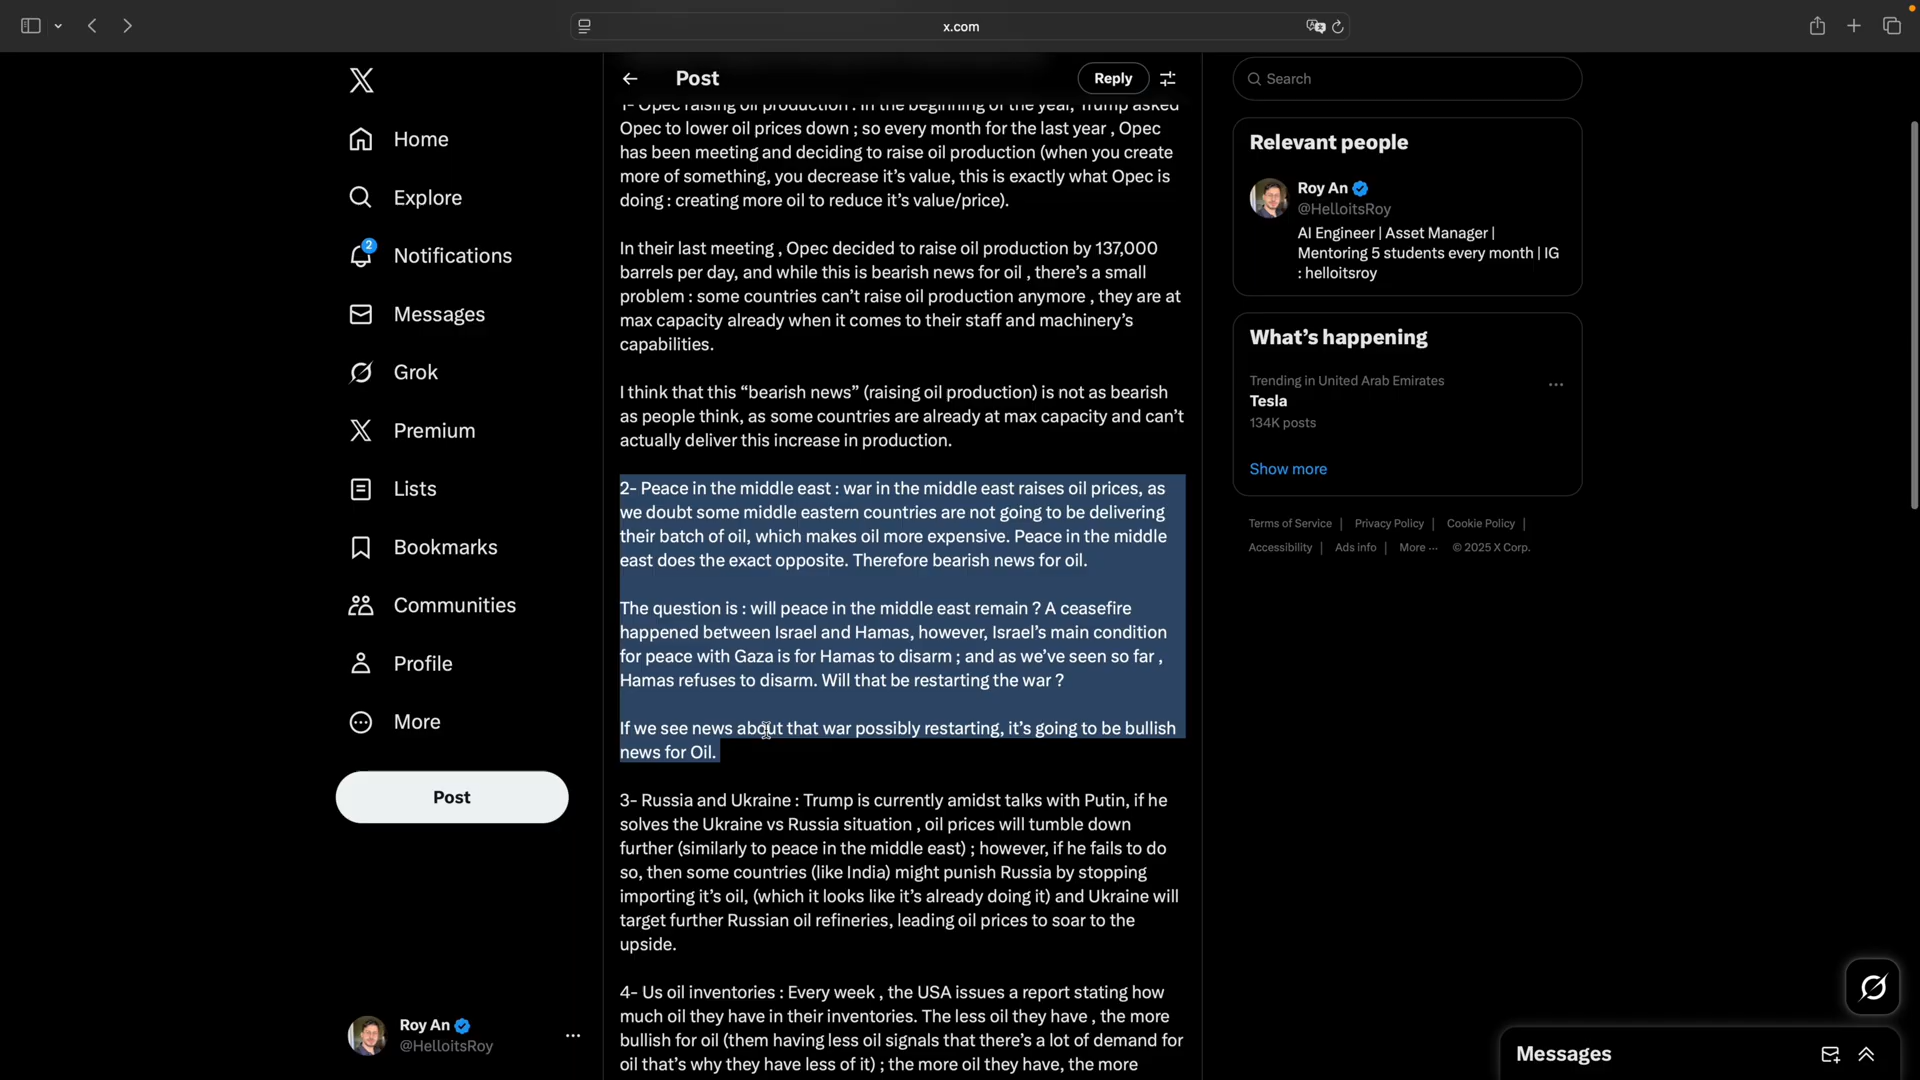 x.com
Home
Explore
2
Notifications
Messages
Grok
Premium
Lists
Bookmarks
Communities
Profile
More
Post
Roy An
@HelloitsRoy
Post
Reply
1- Opec raising oil production : In the beginning of the year, Trump asked
Opec to lower oil prices down ; so every month for the last year , Opec
has been meeting and deciding to raise oil production (when you create
more of something, you decrease it’s value, this is exactly what Opec is
doing : creating more oil to reduce it’s value/price).
In their last meeting , Opec decided to raise oil production by 137,000
barrels per day, and while this is bearish news for oil , there’s a small
problem : some countries can’t raise oil production anymore , they are at
max capacity already when it comes to their staff and machinery’s
capabilities.
I think that this “bearish news” (raising oil production) is not as bearish
as people think, as some countries are already at max capacity and can’t
actually deliver this increase in production.
2- Peace in the middle east : war in the middle east raises oil prices, as
we doubt some middle eastern countries are not going to be delivering
their batch of oil, which makes oil more expensive. Peace in the middle
east does the exact opposite. Therefore bearish news for oil.
The question is : will peace in the middle east remain ? A ceasefire
happened between Israel and Hamas, however, Israel’s main condition
for peace with Gaza is for Hamas to disarm ; and as we’ve seen so far ,
Hamas refuses to disarm. Will that be restarting the war ?
If we see news about that war possibly restarting, it’s going to be bullish
news for Oil.
3- Russia and Ukraine : Trump is currently amidst talks with Putin, if he
solves the Ukraine vs Russia situation , oil prices will tumble down
further (similarly to peace in the middle east) ; however, if he fails to do
so, then some countries (like India) might punish Russia by stopping
importing it’s oil, (which it looks like it’s already doing it) and Ukraine will
target further Russian oil refineries, leading oil prices to soar to the
upside.
4- Us oil inventories : Every week , the USA issues a report stating how
much oil they have in their inventories. The less oil they have , the more
bullish for oil (them having less oil signals that there’s a lot of demand for
oil that’s why they have less of it) ; the more oil they have, the more
Search
Relevant people
Roy An
@HelloitsRoy
AI Engineer | Asset Manager |
Mentoring 5 students every month | IG
: helloitsroy
What’s happening
Trending in United Arab Emirates
Tesla
134K posts
Show more
Terms of Service | Privacy Policy | Cookie Policy |
Accessibility | Ads info | More ··· © 2025 X Corp.
Messages